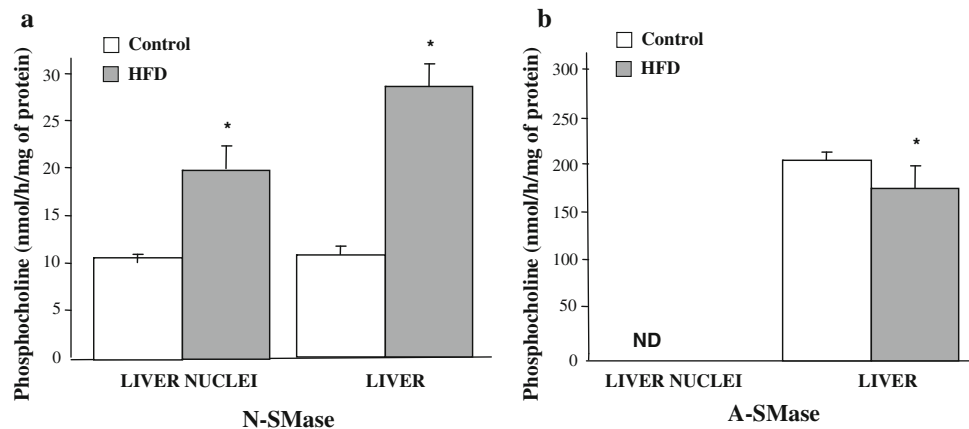 a
Control
HFD
Phosphocholine (nmol/h/mg of protein)
30
25
20
15
10
5
0
*
*
LIVER NUCLEI
LIVER
N-SMase
b
Control
HFD
Phosphocholine (nmol/h/mg of protein)
300
250
200
150
100
50
0
ND
*
LIVER NUCLEI
LIVER
A-SMase